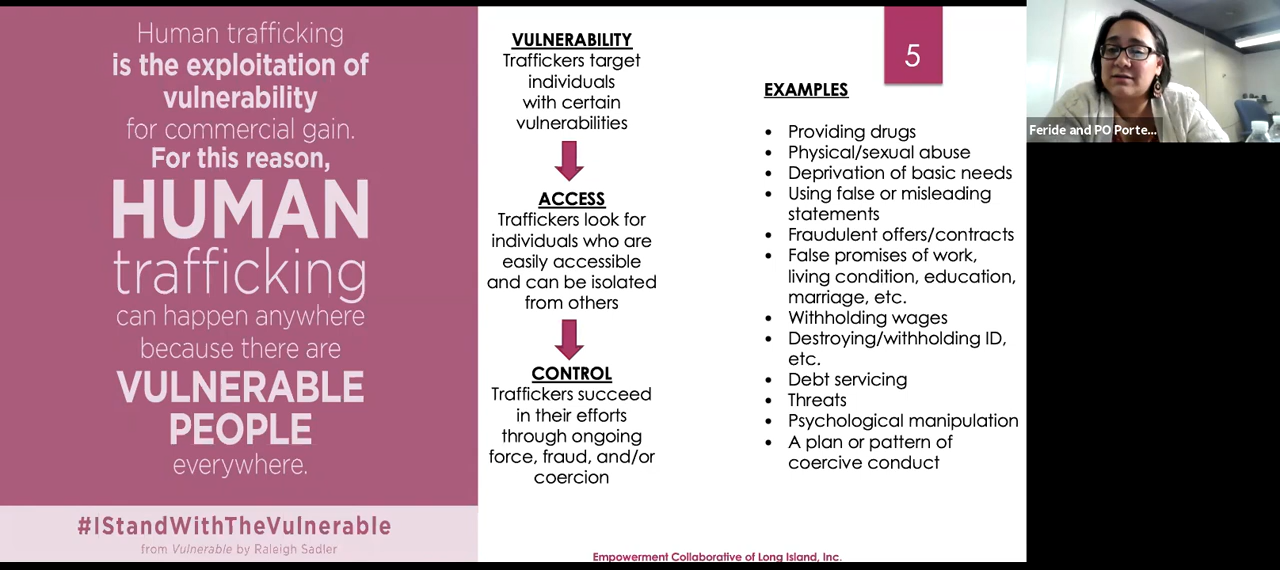 Human trafficking
is the exploitation of
vulnerability
for commercial gain.
For this reason,
HUMAN
trafficking
can happen anywhere
because there are
VULNERABLE
PEOPLE
everywhere.
#IStandWithTheVulnerable
from Vulnerable by Raleigh Sadler
VULNERABILITY
Traffickers target
individuals
with certain
vulnerabilities
ACCESS
Traffickers look for
individuals who are
easily accessible
and can be isolated
from others
CONTROL
Traffickers succeed
in their efforts
through ongoing
force, fraud, and/or
coercion
5
EXAMPLES
• Providing drugs
• Physical/sexual abuse
• Deprivation of basic needs
• Using false or misleading
statements
• Fraudulent offers/contracts
• False promises of work,
living condition, education,
marriage, etc.
• Withholding wages
• Destroying/withholding ID,
etc.
• Debt servicing
• Threats
• Psychological manipulation
• A plan or pattern of
coercive conduct
Empowerment Collaborative of Long Island, Inc.
Feride and PO Porte...